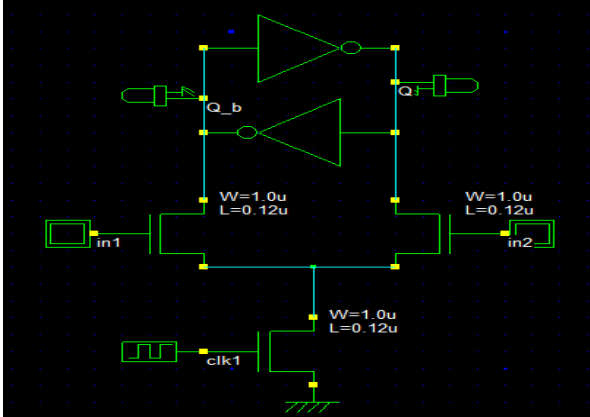 Q_b
Q
W=1.0u
L=0.12u
W=1.0u
L=0.12u
in1
in2
W=1.0u
L=0.12u
clk1